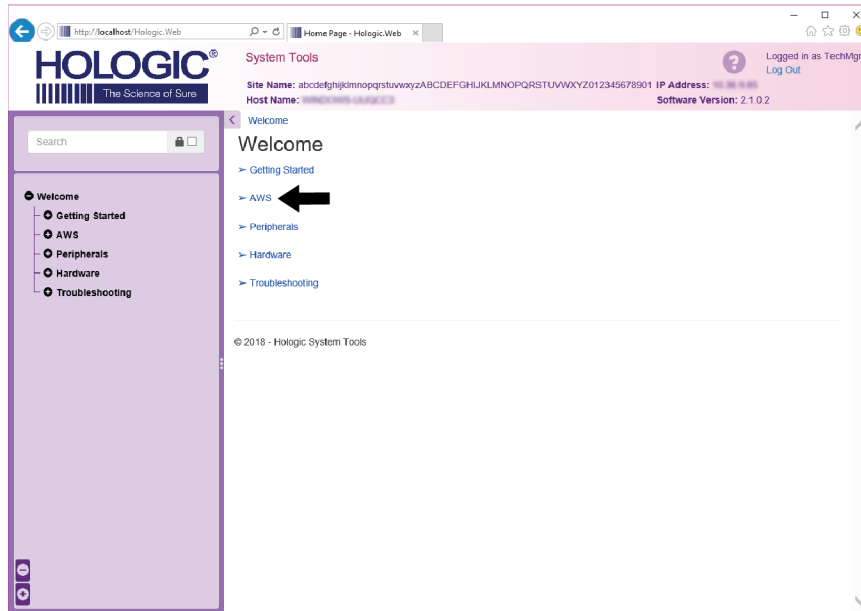 http://localhost/Hologic.Web
Home Page - Hologic.Web
HOLOGIC®
The Science of Sure
System Tools
Logged in as TechMgr
Log Out
Site Name: abcdefghijklmnopqrstuvwxyzABCDEFGHIJKLMNOPQRSTUVWXYZ012345678901 IP Address:
Host Name:
Software Version: 2.1.0.2
Search
Welcome
Getting Started
AWS
Peripherals
Hardware
Troubleshooting
Welcome
Welcome
➢ Getting Started
➢ AWS
➢ Peripherals
➢ Hardware
➢ Troubleshooting
© 2018 - Hologic System Tools